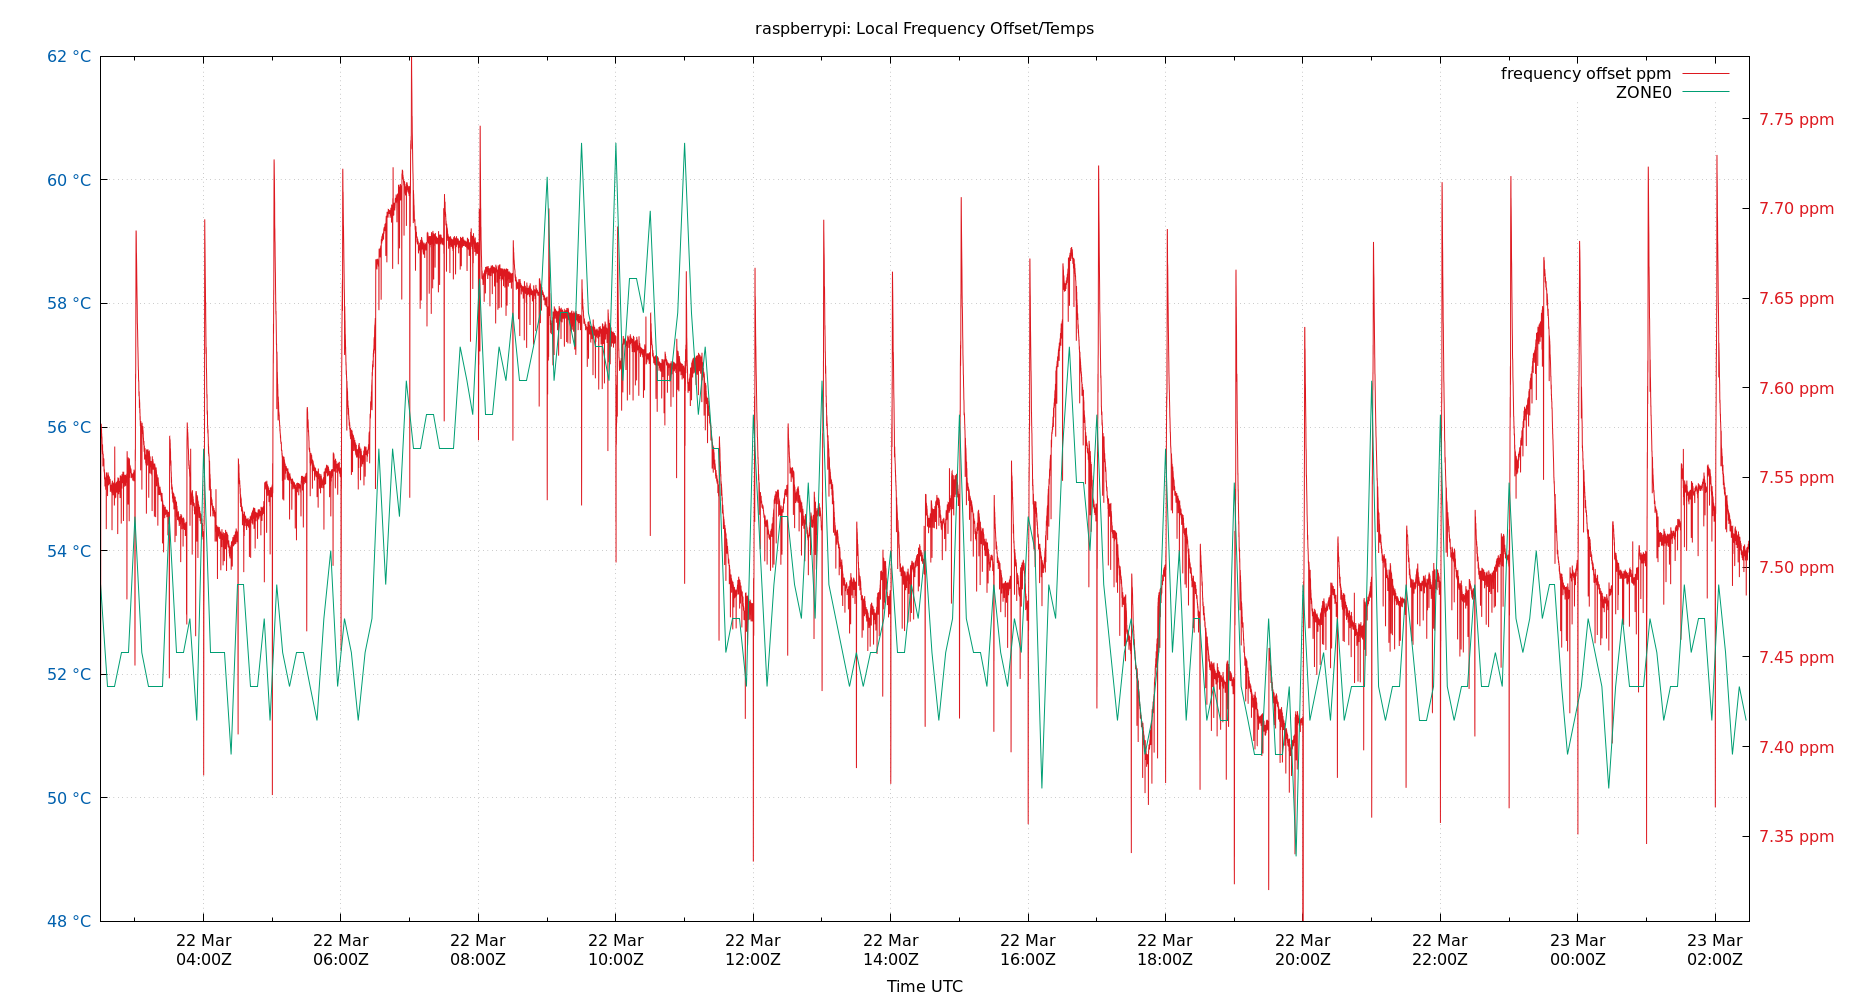 raspberrypi: Local Frequency Offset/Temps
62 °C
60 °C
58 °C
56 °C
54 °C
52 °C
50 °C
48 °C
frequency offset ppm
ZONE0
7.75 ppm
7.70 ppm
7.65 ppm
7.60 ppm
7.55 ppm
7.50 ppm
7.45 ppm
7.40 ppm
7.35 ppm
22 Mar 22 Mar 22 Mar 22 Mar 22 Mar 22 Mar 22 Mar 22 Mar 22 Mar 22 Mar 23 Mar 23 Mar
04:00Z 06:00Z 08:00Z 10:00Z 12:00Z 14:00Z 16:00Z 18:00Z 20:00Z 22:00Z 00:00Z 02:00Z
Time UTC